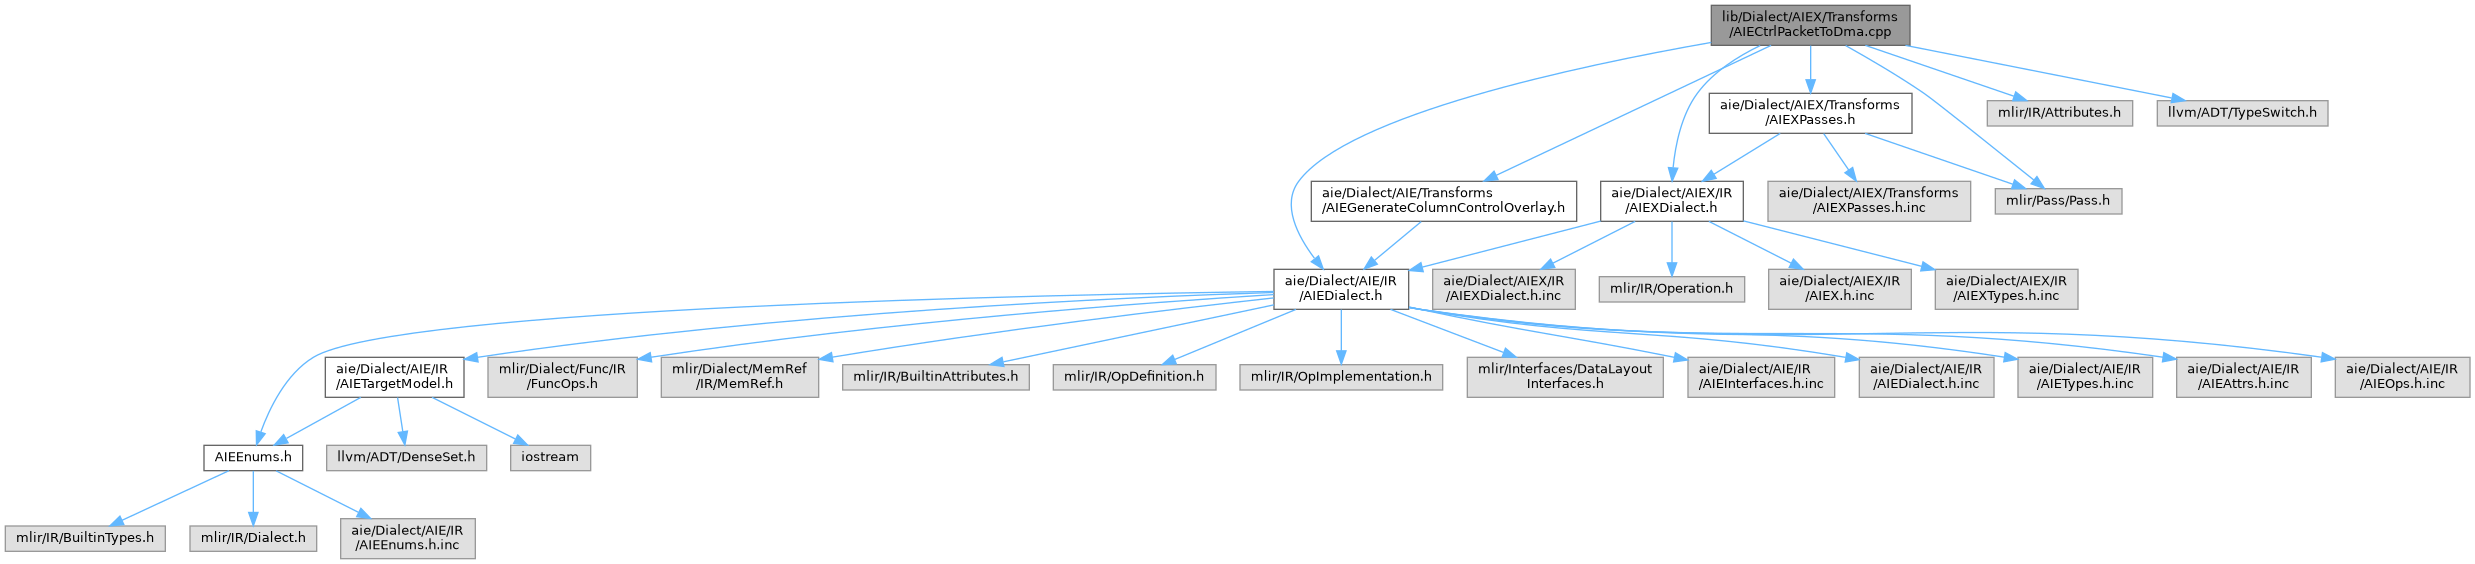 lib/Dialect/AIEX/Transforms
/AIECtrlPacketToDma.cpp
aie/Dialect/AIEX/Transforms
/AIEXPasses.h
mlir/IR/Attributes.h
llvm/ADT/TypeSwitch.h
aie/Dialect/AIE/Transforms
/AIEGenerateColumnControlOverlay.h
aie/Dialect/AIEX/IR
/AIEXDialect.h
aie/Dialect/AIEX/Transforms
/AIEXPasses.h.inc
mlir/Pass/Pass.h
aie/Dialect/AIE/IR
/AIEDialect.h
aie/Dialect/AIEX/IR
/AIEXDialect.h.inc
mlir/IR/Operation.h
aie/Dialect/AIEX/IR
/AIEX.h.inc
aie/Dialect/AIEX/IR
/AIEXTypes.h.inc
aie/Dialect/AIE/IR
/AIETargetModel.h
mlir/Dialect/Func/IR
/FuncOps.h
mlir/Dialect/MemRef
/IR/MemRef.h
mlir/IR/BuiltinAttributes.h
mlir/IR/OpDefinition.h
mlir/IR/OpImplementation.h
mlir/Interfaces/DataLayout
Interfaces.h
aie/Dialect/AIE/IR
/AIEInterfaces.h.inc
aie/Dialect/AIE/IR
/AIEDialect.h.inc
aie/Dialect/AIE/IR
/AIETypes.h.inc
aie/Dialect/AIE/IR
/AIEAttrs.h.inc
aie/Dialect/AIE/IR
/AIEOps.h.inc
AIEEnums.h
llvm/ADT/DenseSet.h
iostream
mlir/IR/BuiltinTypes.h
mlir/IR/Dialect.h
aie/Dialect/AIE/IR
/AIEEnums.h.inc